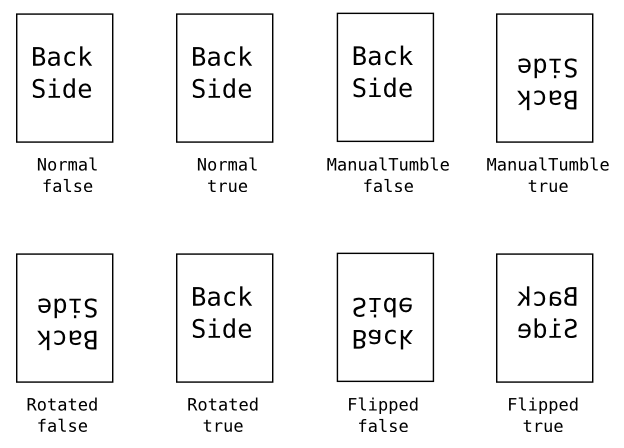 Back
Side
Normal
false
Back
Side
Normal
true
Back
Side
ManualTumble
false
Back
Side
ManualTumble
true
Back
Side
Rotated
false
Back
Side
Rotated
true
Back
Side
Flipped
false
Back
Side
Flipped
true